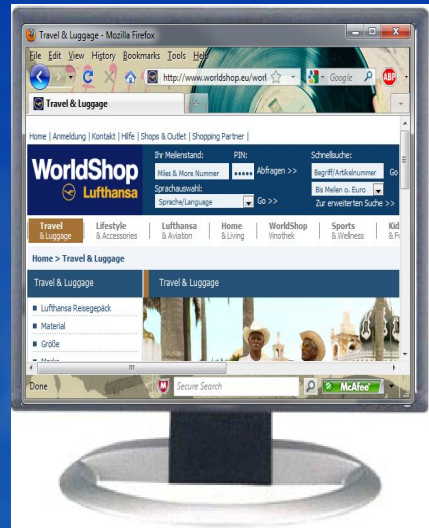 Travel & Luggage - Mozilla Firefox
File Edit View History Bookmarks Tools Help
http://www.worldshop.eu/worl
Google
ABP
Travel & Luggage
Home | Anmeldung | Kontakt | Hilfe | Shops & Outlet | Shopping Partner |
WorldShop
Lufthansa
Ihr Meilenstand: PIN: Schnellsuche:
Miles & More Nummer ••••• Abfragen >> Begriff/Artikelnummer Go
Sprachauswahl: Bis Meilen o. Euro
Sprache/Language Go >> Zur erweiterten Suche >>
Travel Lifestyle Lufthansa Home WorldShop Sports Kid
& Luggage & Accessories & Aviation & Living Vinothek & Wellness & F
Home > Travel & Luggage
Travel & Luggage Travel & Luggage
Lufthansa Reisegepäck
Material
Größe
Done Secure Search McAfee